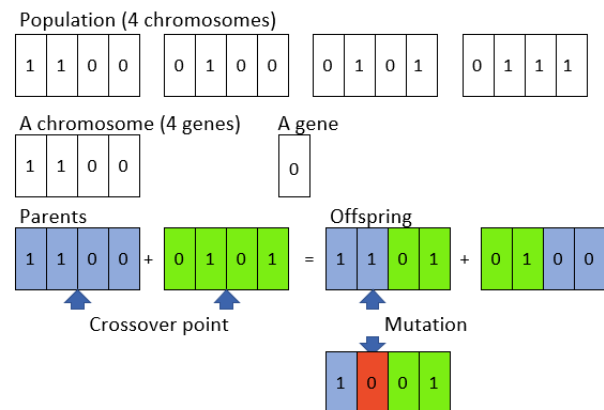 Population (4 chromosomes)
1 1 0 0 0 1 0 0 0 1 0 1 0 1 1 1
A chromosome (4 genes) A gene
1 1 0 0 0
Parents Offspring
1 1 0 0 + 0 1 0 1 = 1 1 0 1 + 0 1 0 0
Crossover point Mutation
1 0 0 1